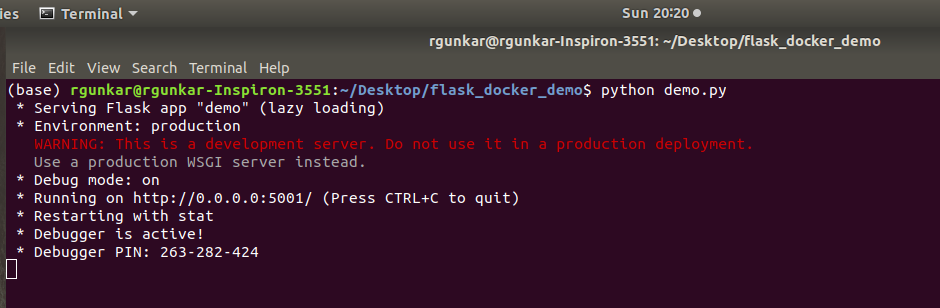 ies Terminal Sun 20:20
rgunkar@rgunkar-Inspiron-3551: ~/Desktop/flask_docker_demo
File Edit View Search Terminal Help
(base) rgunkar@rgunkar-Inspiron-3551:~/Desktop/flask_docker_demo$ python demo.py
* Serving Flask app "demo" (lazy loading)
* Environment: production
WARNING: This is a development server. Do not use it in a production deployment.
Use a production WSGI server instead.
* Debug mode: on
* Running on http://0.0.0.0:5001/ (Press CTRL+C to quit)
* Restarting with stat
* Debugger is active!
* Debugger PIN: 263-282-424